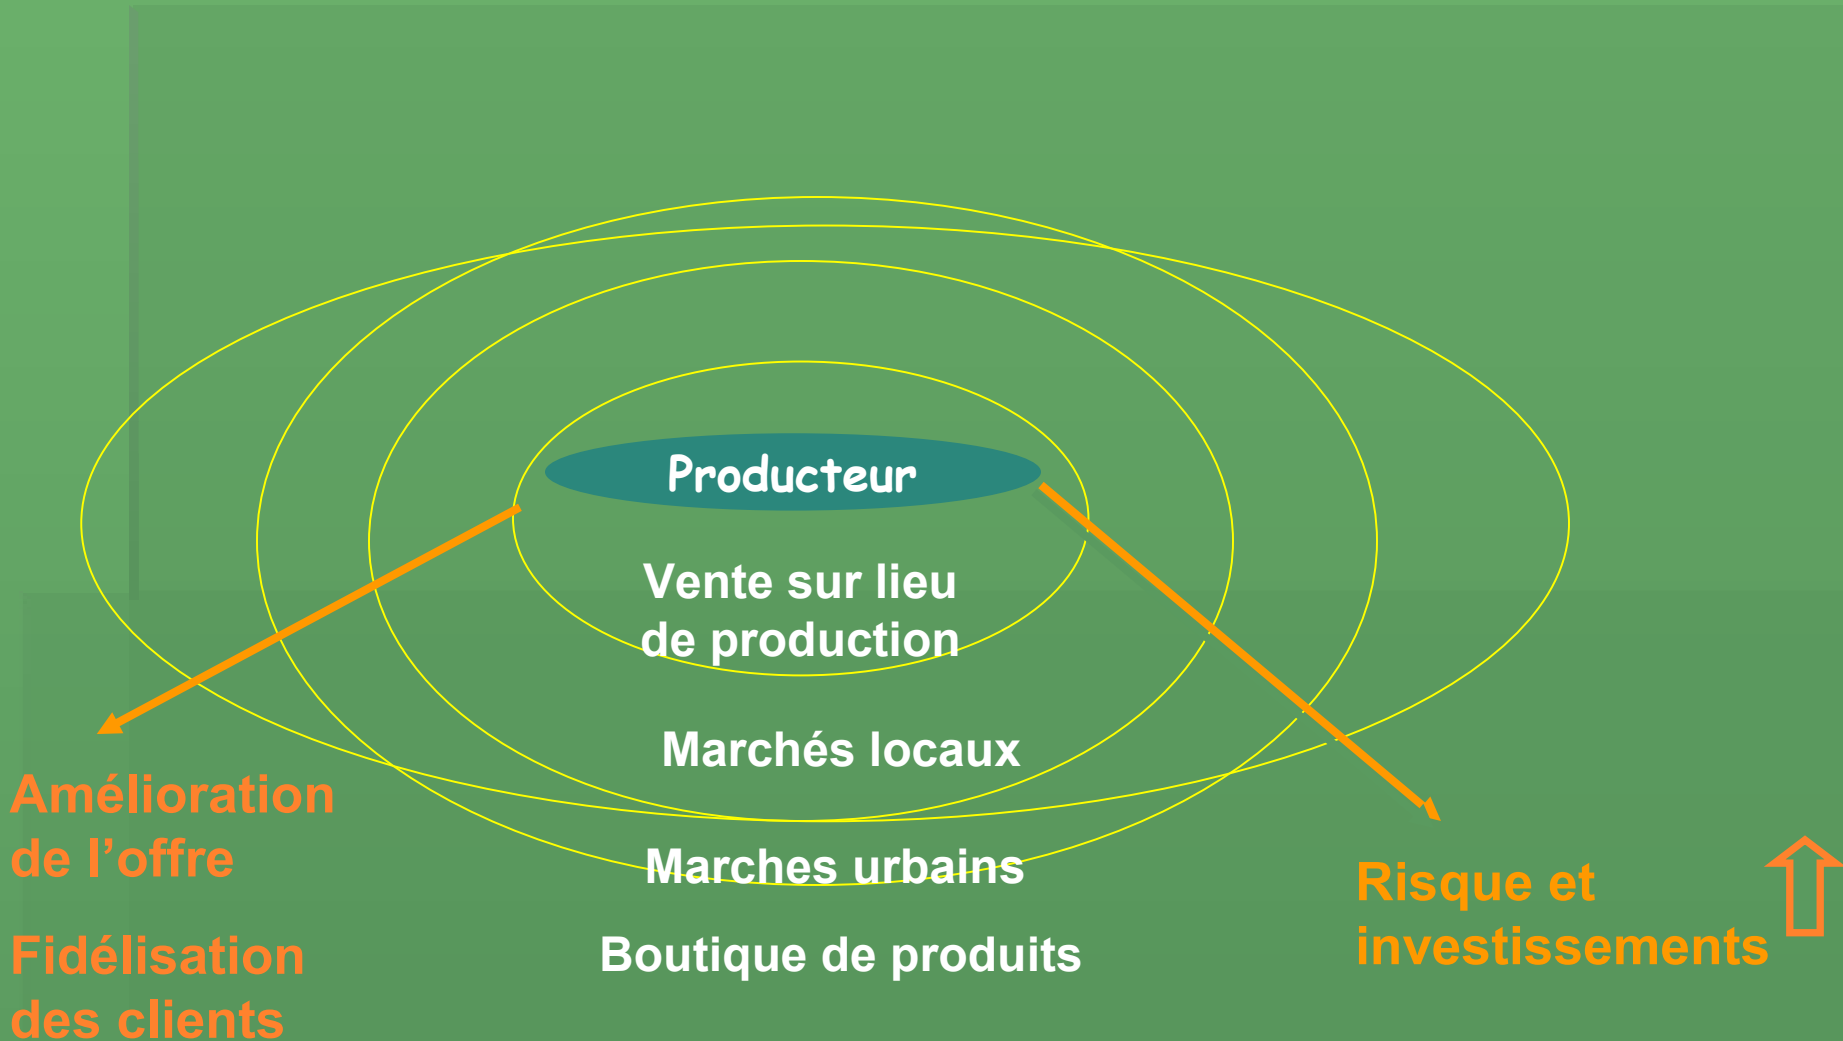 Producteur
Vente sur lieu
de production
Marchés locaux
Marches urbains
Boutique de produits
Amélioration
de l’offre
Fidélisation
des clients
Risque et
investissements